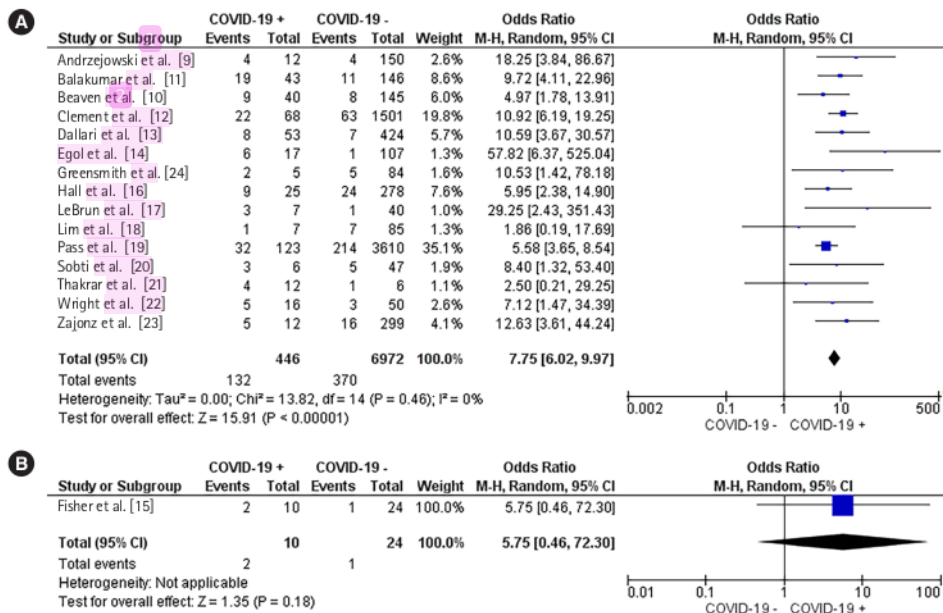 A
COVID-19 + COVID-19 - Odds Ratio Odds Ratio
Study or Subgroup Events Total Events Total Weight M-H, Random, 95% CI M-H, Random, 95% CI
Andrzejowski et al. [9] 4 12 4 150 2.6% 18.25 [3.84, 86.67]
Balakumar et al. [11] 19 43 11 146 8.6% 9.72 [4.11, 22.96]
Beaven et al. [10] 9 40 8 145 6.0% 4.97 [1.78, 13.91]
Clement et al. [12] 22 68 63 1501 19.8% 10.92 [6.19, 19.25]
Dallari et al. [13] 8 53 7 424 5.7% 10.59 [3.67, 30.57]
Egol et al. [14] 6 17 1 107 1.3% 57.82 [6.37, 525.04]
Greensmith et al. [24] 2 5 5 84 1.6% 10.53 [1.42, 78.18]
Hall et al. [16] 9 25 24 278 7.6% 5.95 [2.38, 14.90]
LeBrun et al. [17] 3 7 1 40 1.0% 29.25 [2.43, 351.43]
Lim et al. [18] 1 7 7 85 1.3% 1.86 [0.19, 17.69]
Pass et al. [19] 32 123 214 3610 35.1% 5.58 [3.65, 8.54]
Sobti et al. [20] 3 6 5 47 1.9% 8.40 [1.32, 53.40]
Thakrar et al. [21] 4 12 1 6 1.1% 2.50 [0.21, 29.25]
Wright et al. [22] 5 16 3 50 2.6% 7.12 [1.47, 34.39]
Zajonz et al. [23] 5 12 16 299 4.1% 12.63 [3.61, 44.24]
Total (95% CI) 446 6972 100.0% 7.75 [6.02, 9.97]
Total events 132 370
Heterogeneity: Tau² = 0.00; Chi² = 13.82, df = 14 (P = 0.46); I² = 0%
Test for overall effect: Z = 15.91 (P < 0.00001)
0.002 0.1 1 10 500
COVID-19 - COVID-19 +
B
COVID-19 + COVID-19 - Odds Ratio Odds Ratio
Study or Subgroup Events Total Events Total Weight M-H, Random, 95% CI M-H, Random, 95% CI
Fisher et al. [15] 2 10 1 24 100.0% 5.75 [0.46, 72.30]
Total (95% CI) 10 24 100.0% 5.75 [0.46, 72.30]
Total events 2 1
Heterogeneity: Not applicable
Test for overall effect: Z = 1.35 (P = 0.18)
0.01 0.1 1 10 100
COVID-19 - COVID-19 +